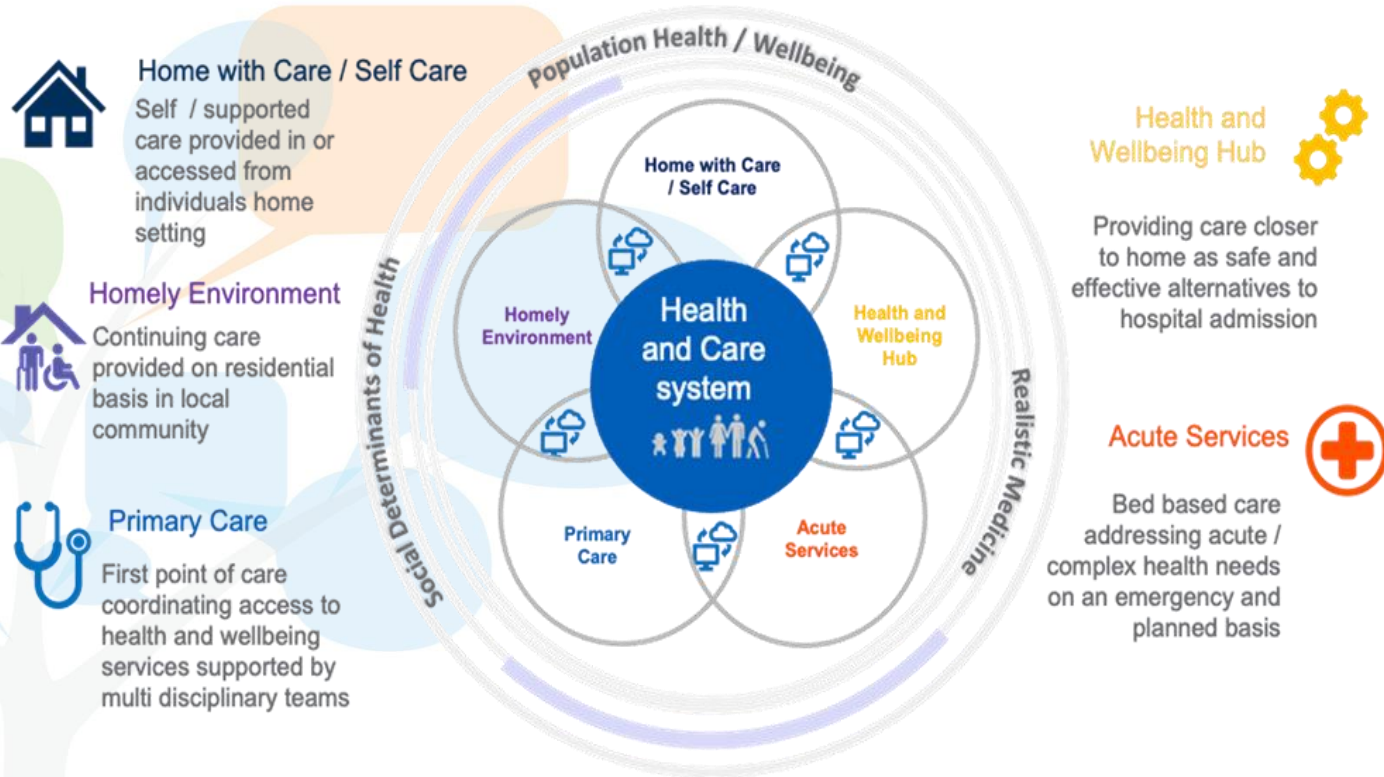 Home with Care / Self Care
Self / supported
care provided in or
accessed from
individuals home
setting
Homely Environment
Continuing care
provided on residential
basis in local
community
Primary Care
First point of care
coordinating access to
health and wellbeing
services supported by
multi disciplinary teams
Population Health / Wellbeing
Social Determinants of Health
Realistic Medicine
Home with Care
/ Self Care
Homely
Environment
Health and
Wellbeing
Hub
Health
and Care
system
Primary
Care
Acute
Services
Health and
Wellbeing Hub
Providing care closer
to home as safe and
effective alternatives to
hospital admission
Acute Services
Bed based care
addressing acute /
complex health needs
on an emergency and
planned basis